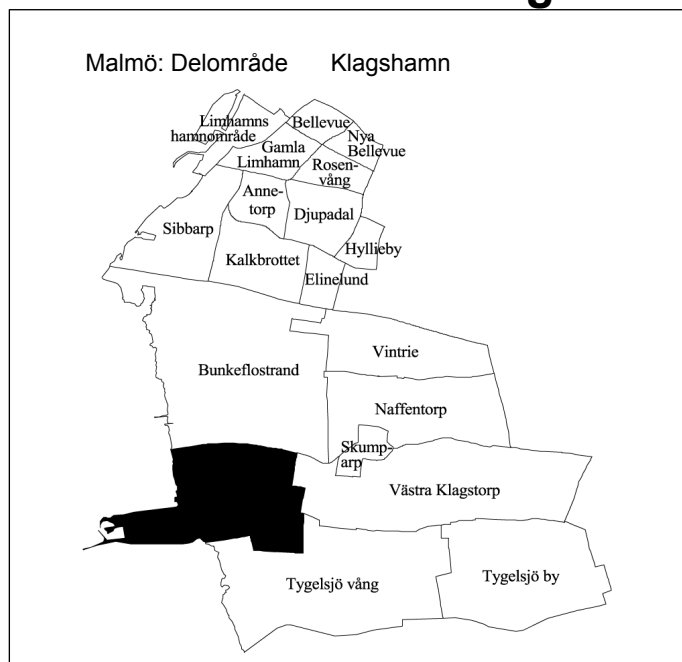 g
Malmö: Delområde Klagshamn
Limhamns
hamnområde
Bellevue
Nya
Bellevue
Gamla
Limhamn
Rosen-
vång
Anne-
torp
Djupadal
Sibbarp
Hyllieby
Kalkbrottet
Elinelund
Vintrie
Bunkeflostrand
Naffentorp
Skump-
arp
Västra Klagstorp
Tygelsjö vång
Tygelsjö by